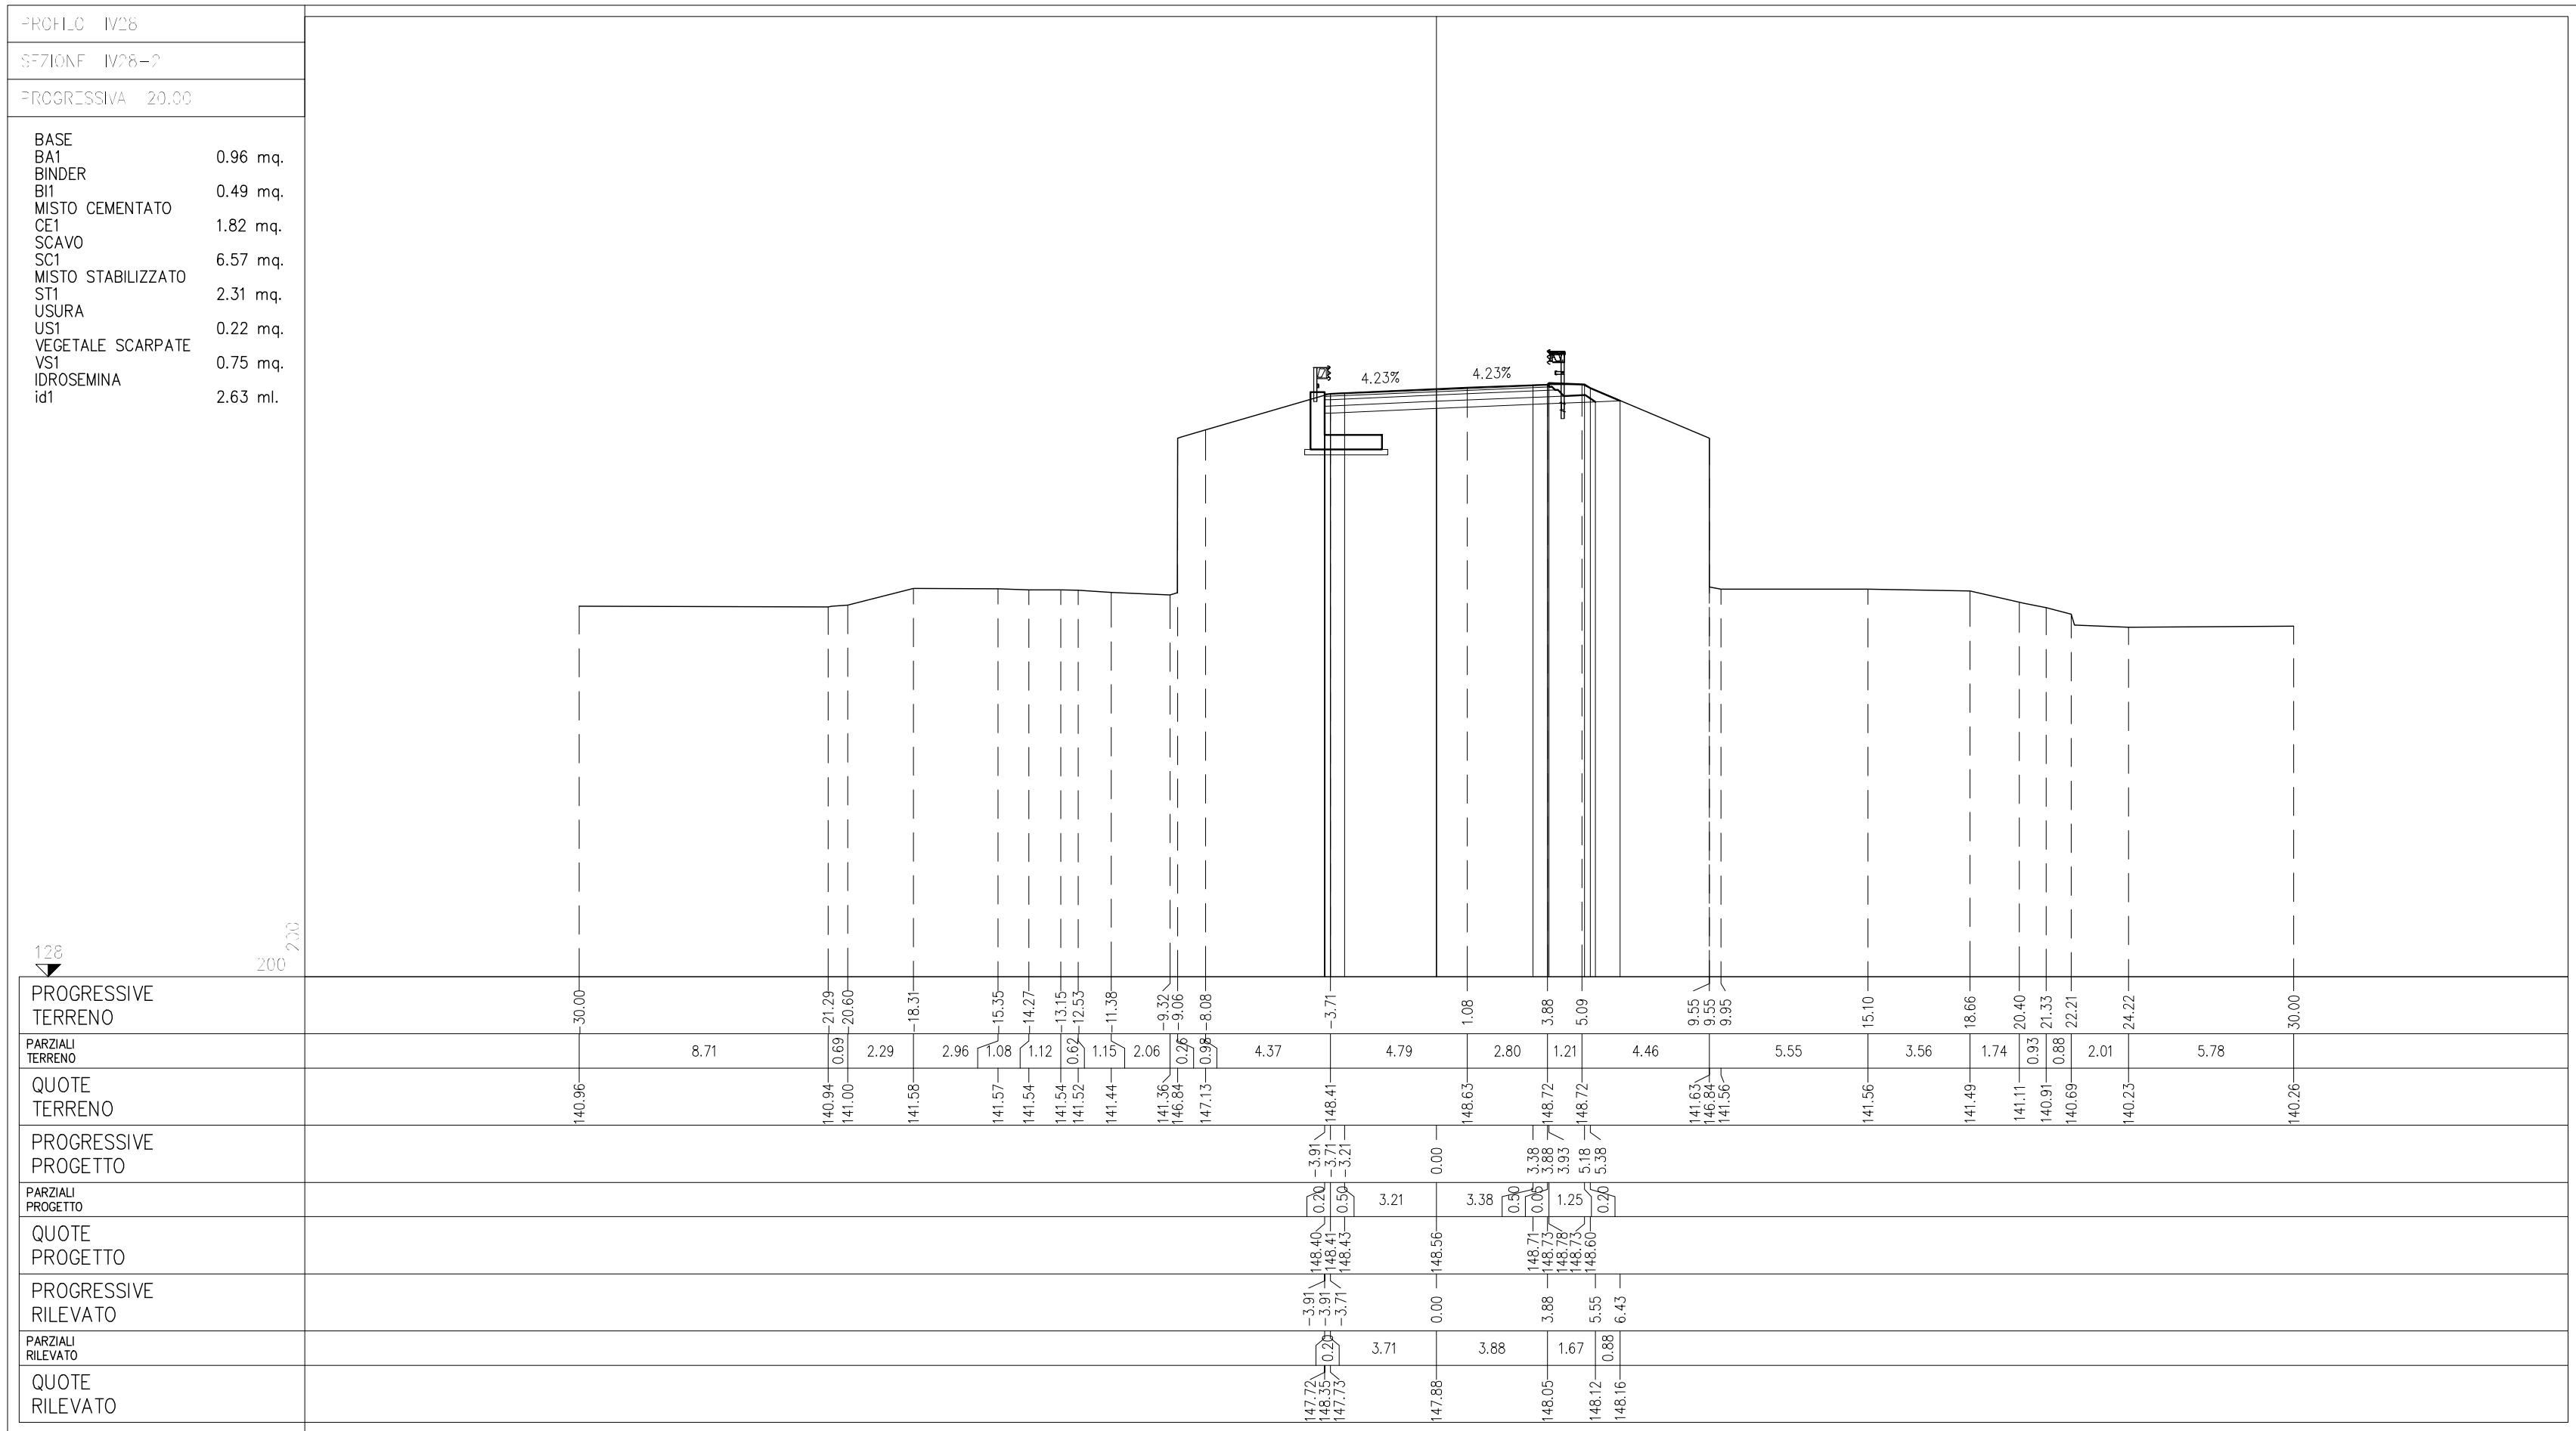 PROFILO IV28
SEZIONE IV28-2
PROGRESSIVA 20.00
BASE
BA1 0.96 mq.
BINDER
BI1 0.49 mq.
MISTO CEMENTATO
CE1 1.82 mq.
SCAVO
SC1 6.57 mq.
MISTO STABILIZZATO
ST1 2.31 mq.
USURA
US1 0.22 mq.
VEGETALE SCARPATE
VS1 0.75 mq.
IDROSEMINA
id1 2.63 ml.
4.23% 4.23%
128
200
200
PROGRESSIVE
TERRENO
-30.00 -21.29 -20.60 -18.31 -15.35 -14.27 -13.15 -12.53 -11.38 -9.32 -9.06 -8.08 -3.71 1.08 3.88 5.09 9.55 9.55 9.95 15.10 18.66 20.40 21.33 22.21 24.22 30.00
PARZIALI
TERRENO
8.71 0.69 2.29 2.96 1.08 1.12 0.62 1.15 2.06 0.26 0.98 4.37 4.79 2.80 1.21 4.46 5.55 3.56 1.74 0.93 0.88 2.01 5.78
QUOTE
TERRENO
140.96 140.94 141.00 141.58 141.57 141.54 141.54 141.52 141.44 141.36 146.84 147.13 148.41 148.63 148.72 148.72 141.63 146.84 141.56 141.56 141.49 141.11 140.91 140.69 140.23 140.26
PROGRESSIVE
PROGETTO
-3.91 -3.71 -3.21 0.00 3.38 3.88 3.93 5.18 5.38
PARZIALI
PROGETTO
0.20 0.50 3.21 3.38 0.50 0.05 1.25 0.20
QUOTE
PROGETTO
148.40 148.41 148.43 148.56 148.71 148.73 148.78 148.73 148.60
PROGRESSIVE
RILEVATO
-3.91 -3.91 -3.71 0.00 3.88 5.55 6.43
PARZIALI
RILEVATO
0.20 3.71 3.88 1.67 0.88
QUOTE
RILEVATO
147.72 148.35 147.73 147.88 148.05 148.12 148.16